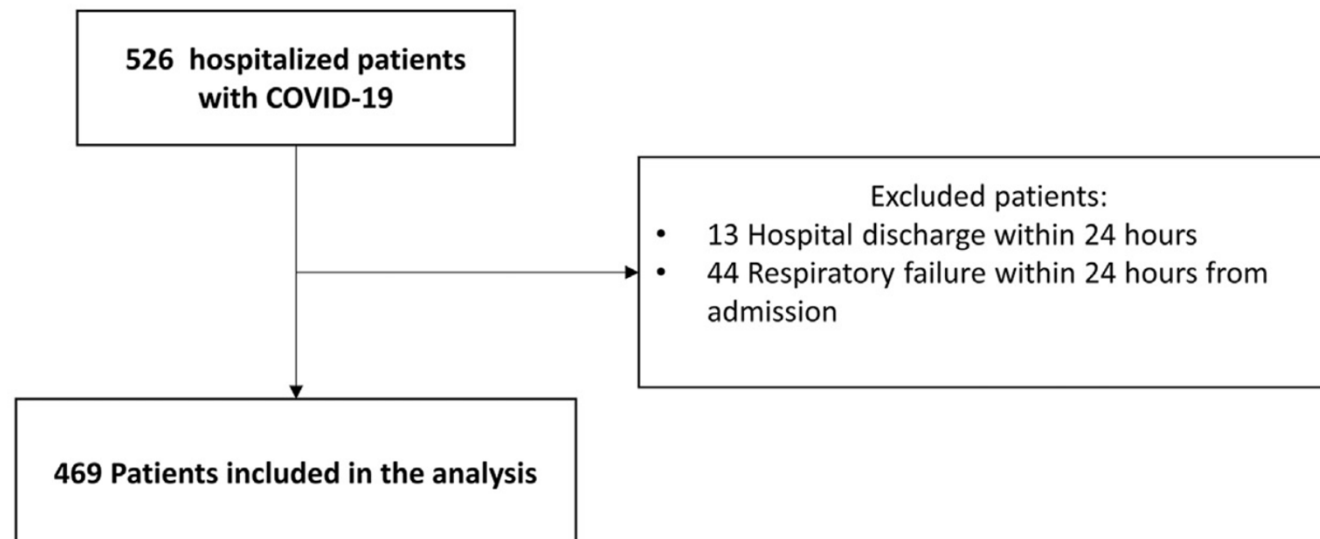 526 hospitalized patients
with COVID-19
Excluded patients:
• 13 Hospital discharge within 24 hours
• 44 Respiratory failure within 24 hours from
admission
469 Patients included in the analysis